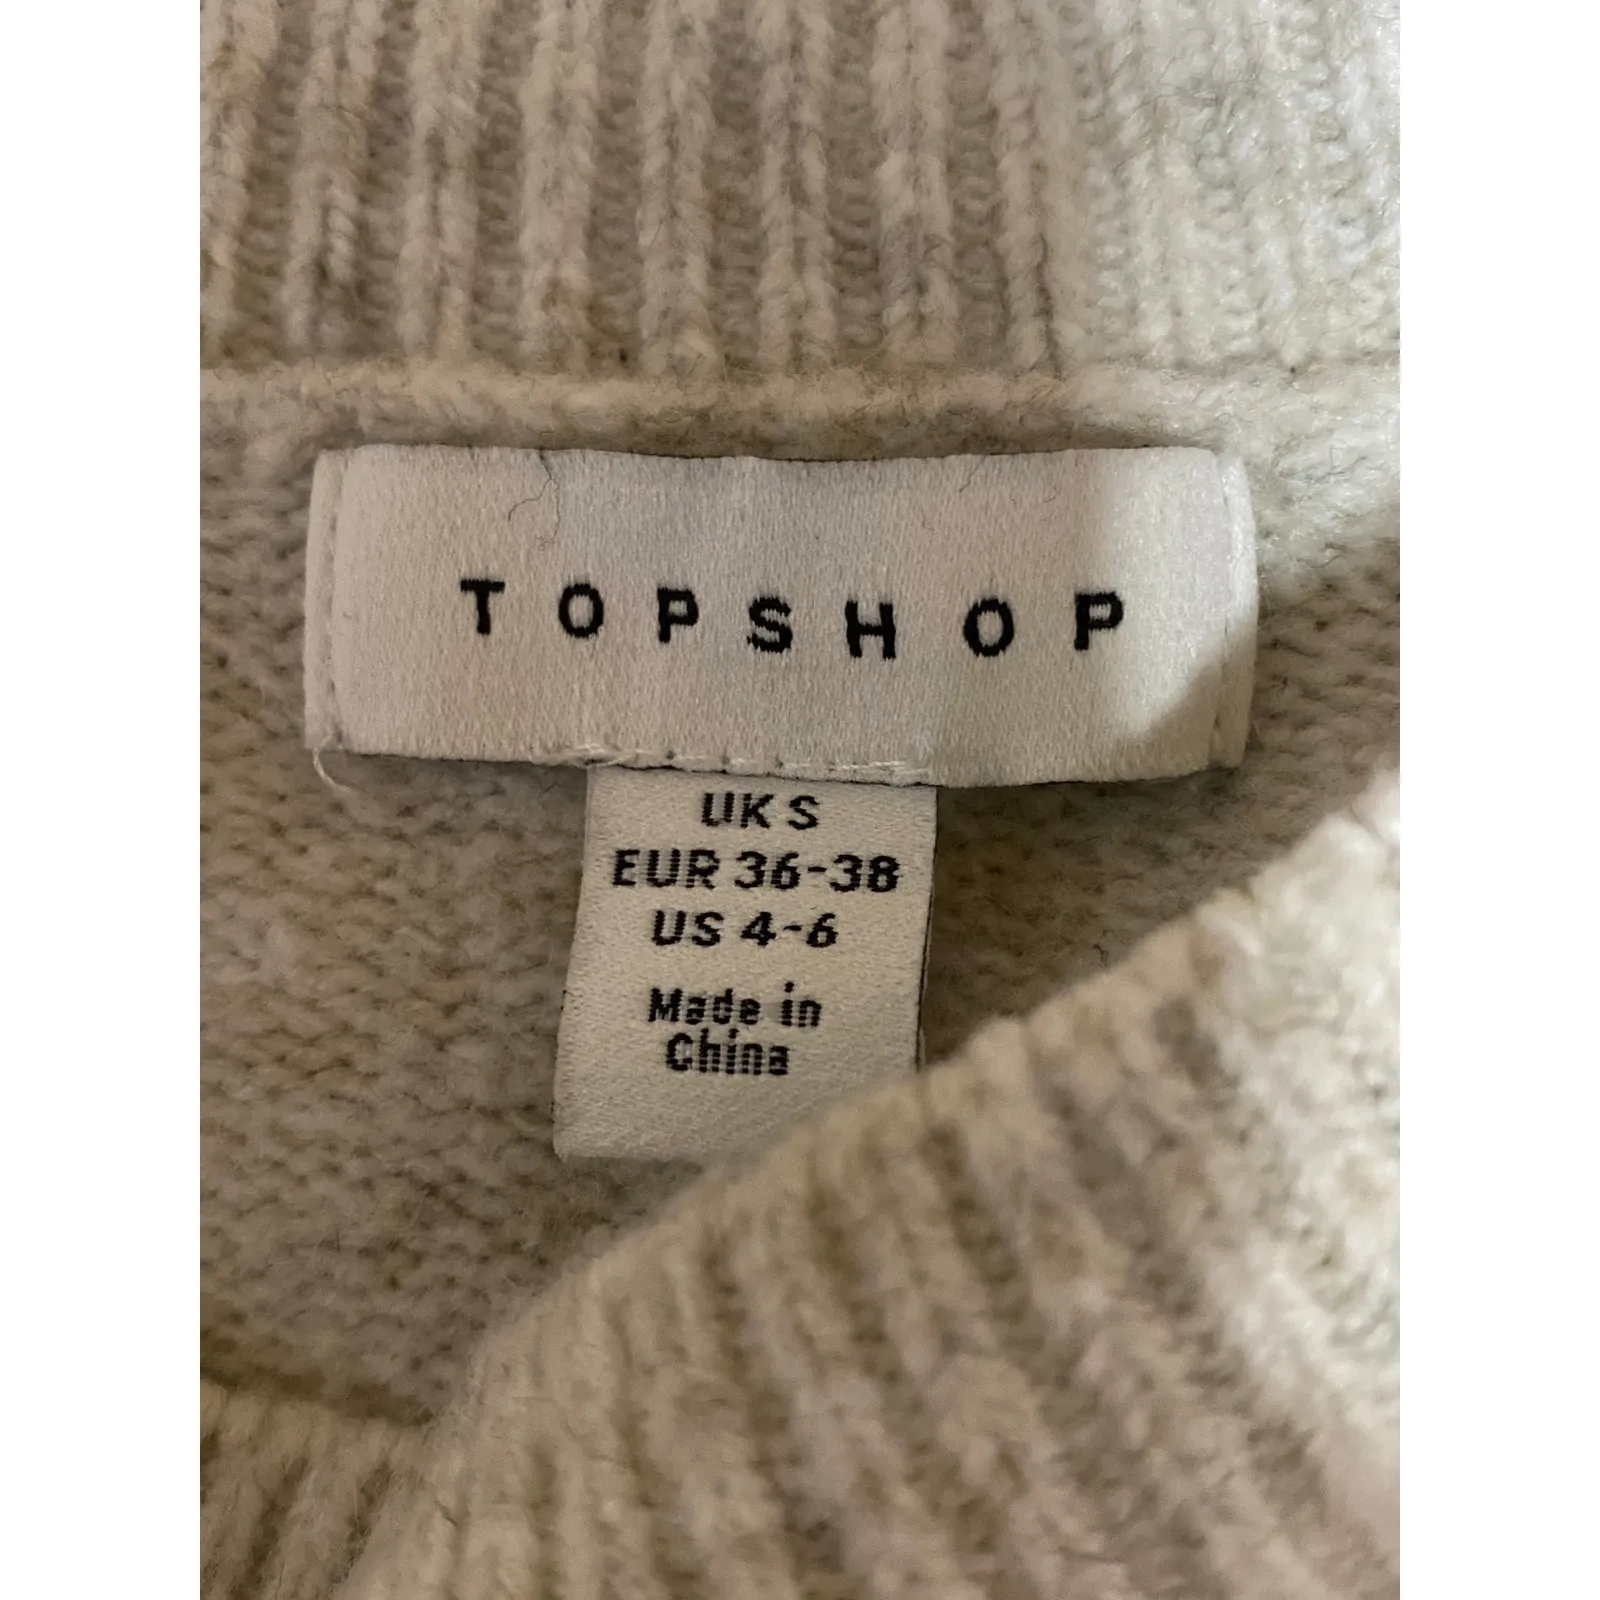 TOPSHOP
UK S
EUR 36-38
US 4-6
Made in
China